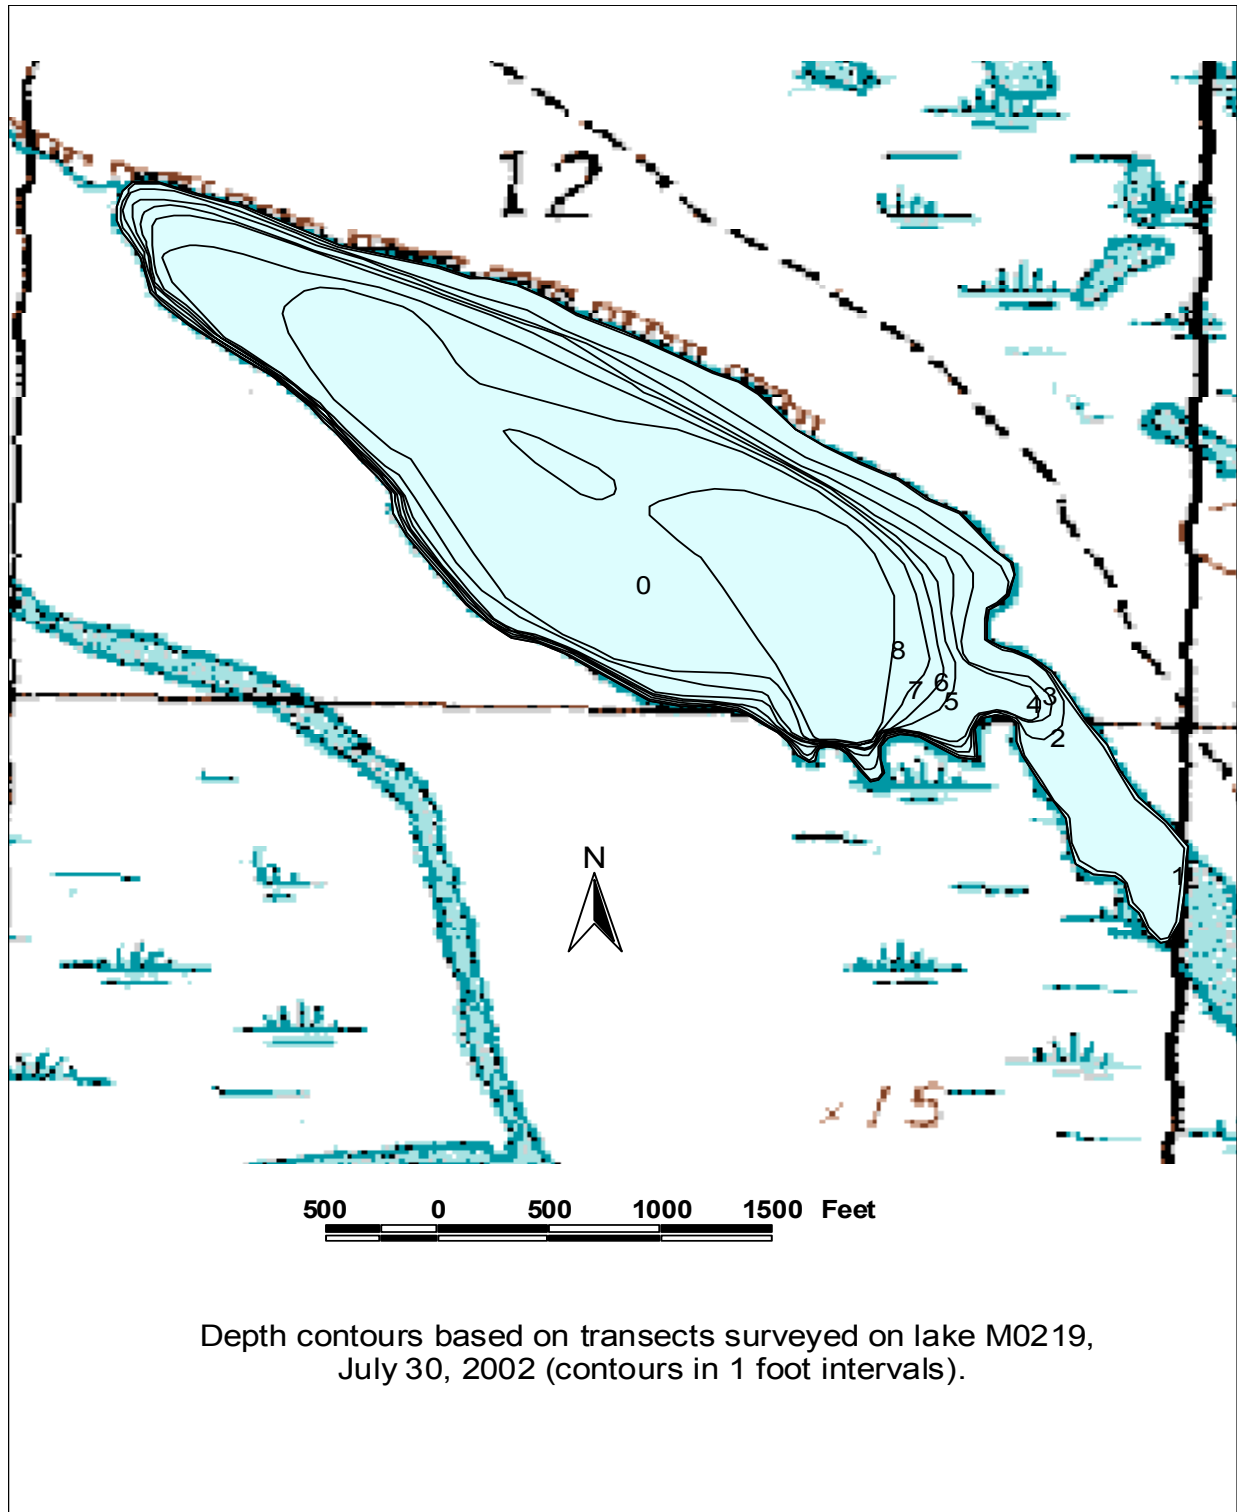 12
0
8
7
6
5
4
3
2
1
N
× 15
500 0 500 1000 1500 Feet
Depth contours based on transects surveyed on lake M0219,
July 30, 2002 (contours in 1 foot intervals).